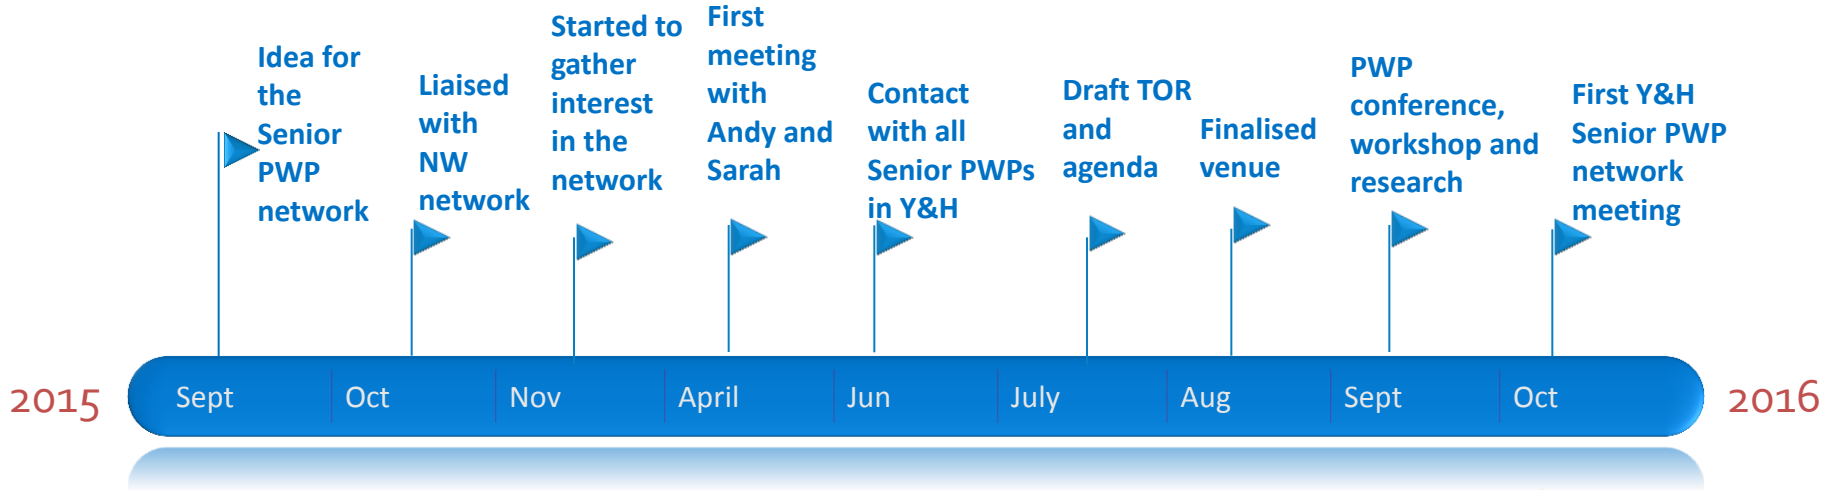 Idea for
the
Senior
PWP
network
Liaised
with
NW
network
Started to
gather
interest
in the
network
First
meeting
with
Andy and
Sarah
Contact
with all
Senior PWPs
in Y&H
Draft TOR
and
agenda
Finalised
venue
PWP
conference,
workshop and
research
First Y&H
Senior PWP
network
meeting
2015
Sept
Oct
Nov
April
Jun
July
Aug
Sept
Oct
2016